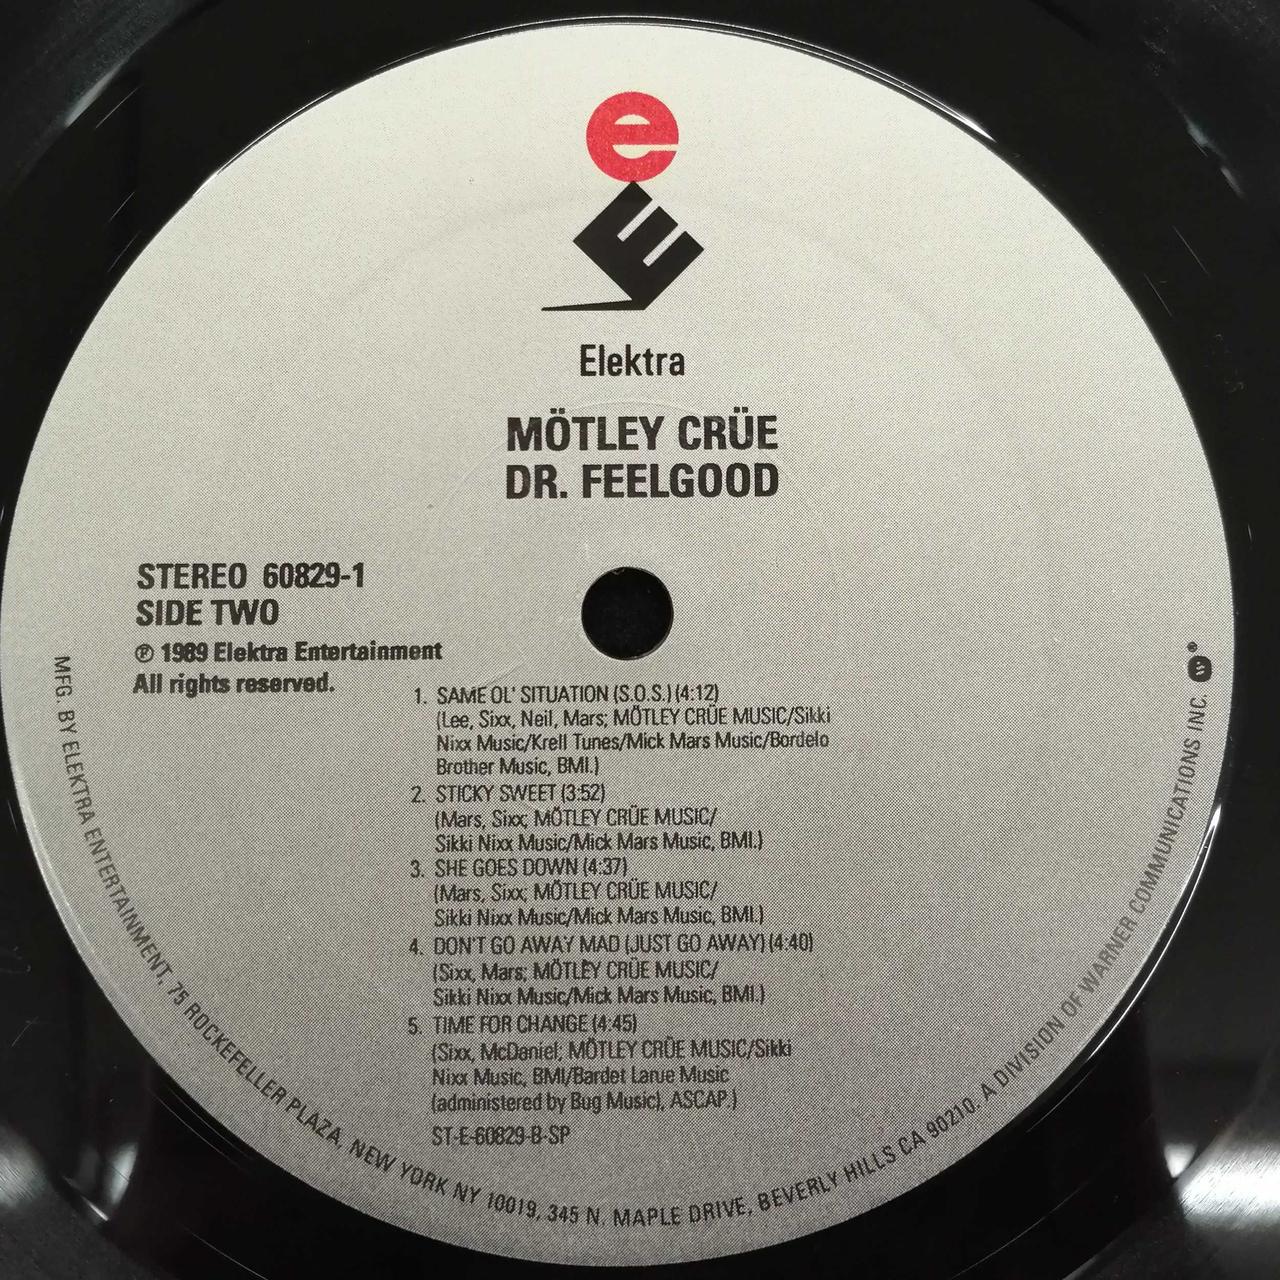 e
E
Elektra
MÖTLEY CRÜE
DR. FEELGOOD
STEREO 60829-1
SIDE TWO
℗ 1989 Elektra Entertainment
All rights reserved.
1. SAME OL' SITUATION (S.O.S.) (4:12)
(Lee, Sixx, Neil, Mars; MÖTLEY CRÜE MUSIC/Sikki
Nixx Music/Krell Tunes/Mick Mars Music/Bordelo
Brother Music, BMI.)
2. STICKY SWEET (3:52)
(Mars, Sixx; MÖTLEY CRÜE MUSIC/
Sikki Nixx Music/Mick Mars Music, BMI.)
3. SHE GOES DOWN (4:37)
(Mars, Sixx; MÖTLEY CRÜE MUSIC/
Sikki Nixx Music/Mick Mars Music, BMI.)
4. DON'T GO AWAY MAD (JUST GO AWAY) (4:40)
(Sixx, Mars; MÖTLEY CRÜE MUSIC/
Sikki Nixx Music/Mick Mars Music, BMI.)
5. TIME FOR CHANGE (4:45)
(Sixx, McDaniel; MÖTLEY CRÜE MUSIC/Sikki
Nixx Music, BMI/Bardet Larue Music
(administered by Bug Music), ASCAP.)
ST-E-60829-B-SP
MFG. BY ELEKTRA ENTERTAINMENT, 75 ROCKEFELLER PLAZA, NEW YORK NY 10019, 345 N. MAPLE DRIVE, BEVERLY HILLS CA 90210. A DIVISION OF WARNER COMMUNICATIONS INC. ®